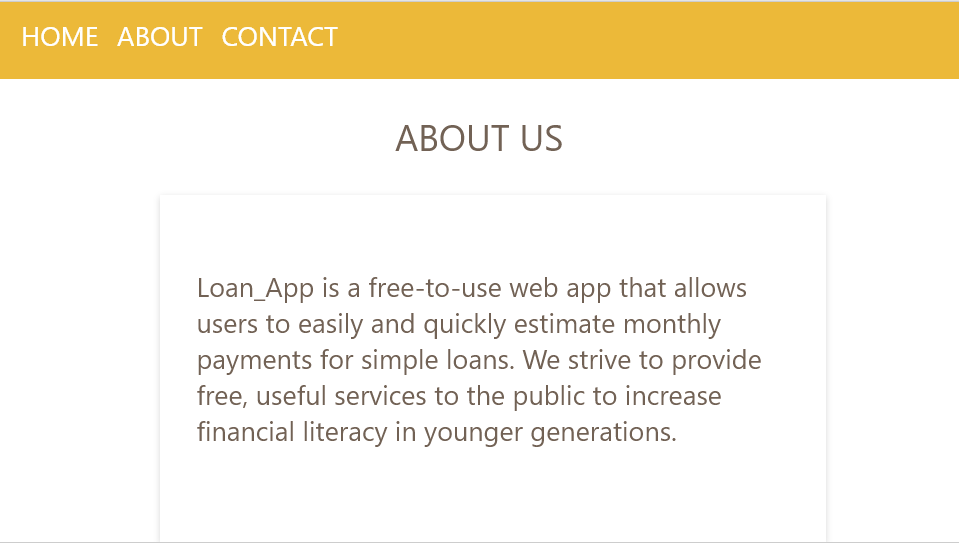 HOME ABOUT CONTACT
ABOUT US
Loan_App is a free-to-use web app that allows
users to easily and quickly estimate monthly
payments for simple loans. We strive to provide
free, useful services to the public to increase
financial literacy in younger generations.